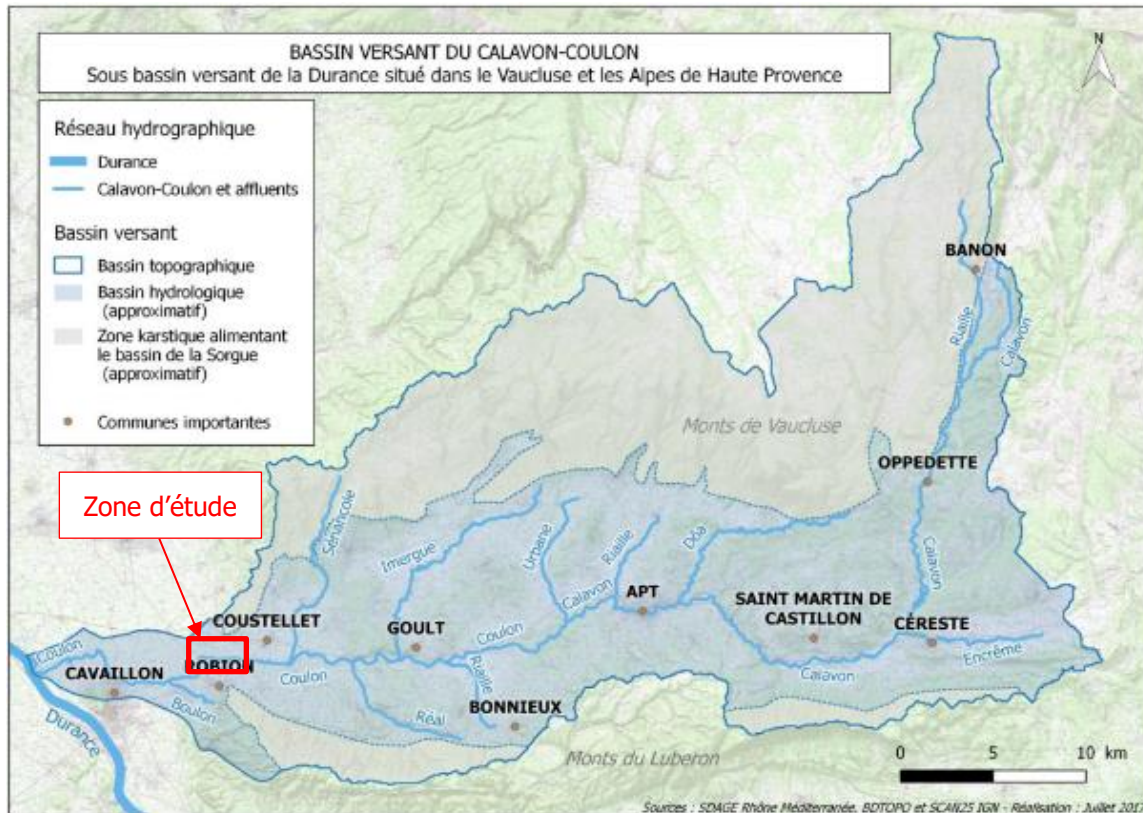 BASSIN VERSANT DU CALAVON-COULON
Sous bassin versant de la Durance situé dans le Vaucluse et les Alpes de Haute Provence
N
Réseau hydrographique
Durance
Calavon-Coulon et affluents
Bassin versant
Bassin topographique
Bassin hydrologique
(approximatif)
Zone karstique alimentant
le bassin de la Sorgue
(approximatif)
Communes importantes
BANON
Riaille
Calavon
Monts de Vaucluse
OPPEDETTE
Zone d'étude
Sénancole
Imergue
Urbane
Riaille
Dôa
Calavon
Calavon
APT
SAINT MARTIN DE
CASTILLON
CÉRESTE
Encrême
COUSTELLET
GOULT
Coulon
Coulon
CAVAILLON
ROBION
Coulon
Riaille
Calavon
Boulon
Réal
BONNIEUX
Durance
Monts du Luberon
0 5 10 km
Sources : SDAGE Rhône Méditerranée, BDTOPO et SCAN25 IGN - Réalisation : Juillet 2017